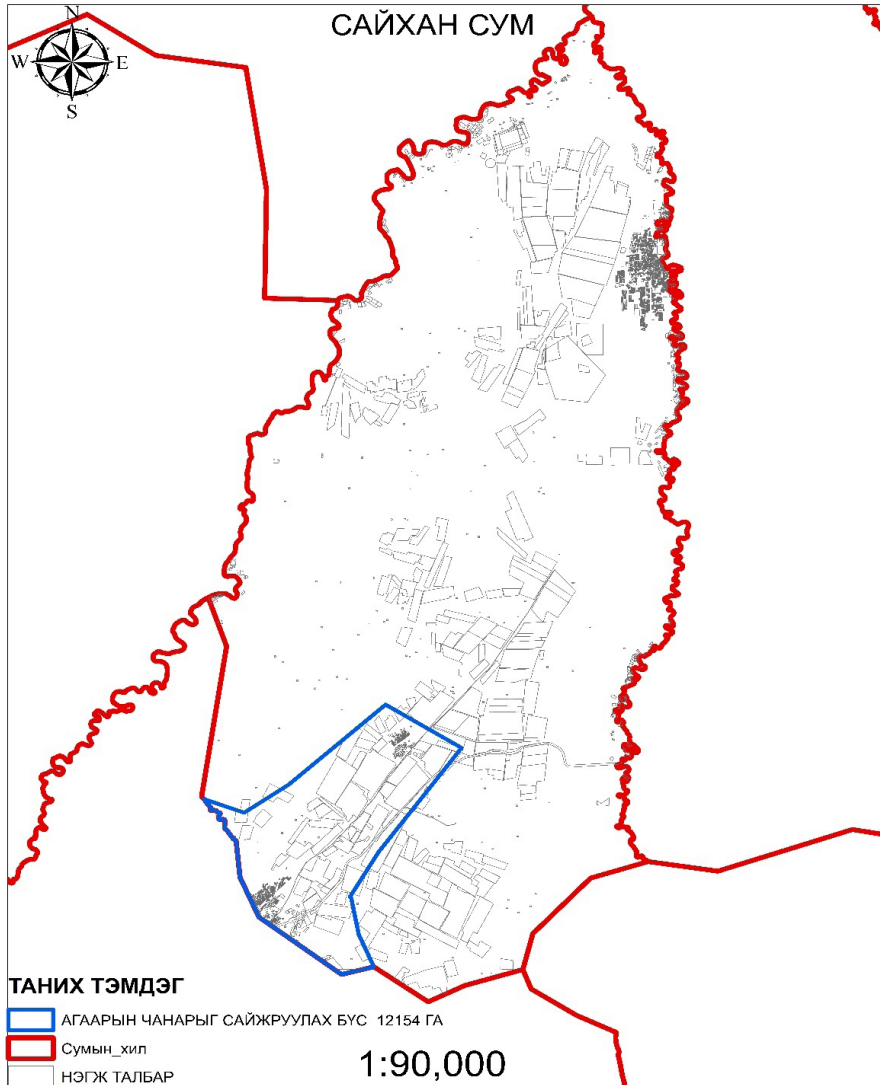 САЙХАН СУМ
N
W E
S
ТАНИХ ТЭМДЭГ
АГААРЫН ЧАНАРЫГ САЙЖРУУЛАХ БҮС 12154 ГА
Сумын_хил
НЭГЖ ТАЛБАР
1:90,000